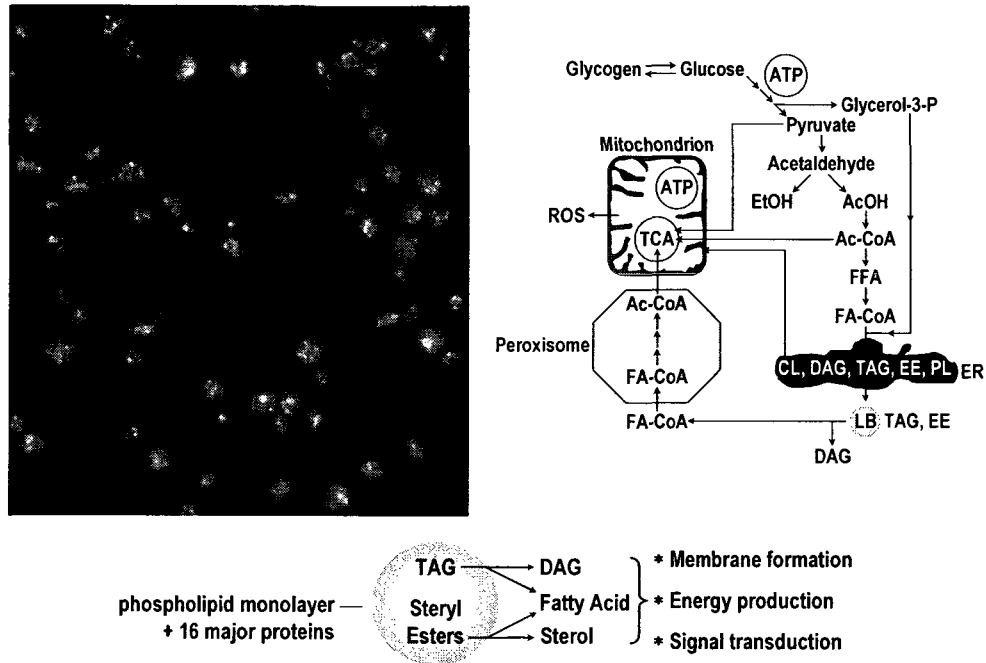 Glycogen Glucose ATP
Glycerol-3-P
Pyruvate
Mitochondrion
Acetaldehyde
ATP
EtOH AcOH
ROS
TCA
Ac-CoA
FFA
Ac-CoA
FA-CoA
Peroxisome
CL, DAG, TAG, EE, PL ER
FA-CoA
FA-CoA
LB TAG, EE
DAG
TAG DAG
* Membrane formation
phospholipid monolayer
+ 16 major proteins
Steryl
Esters
Fatty Acid
Sterol
* Energy production
* Signal transduction